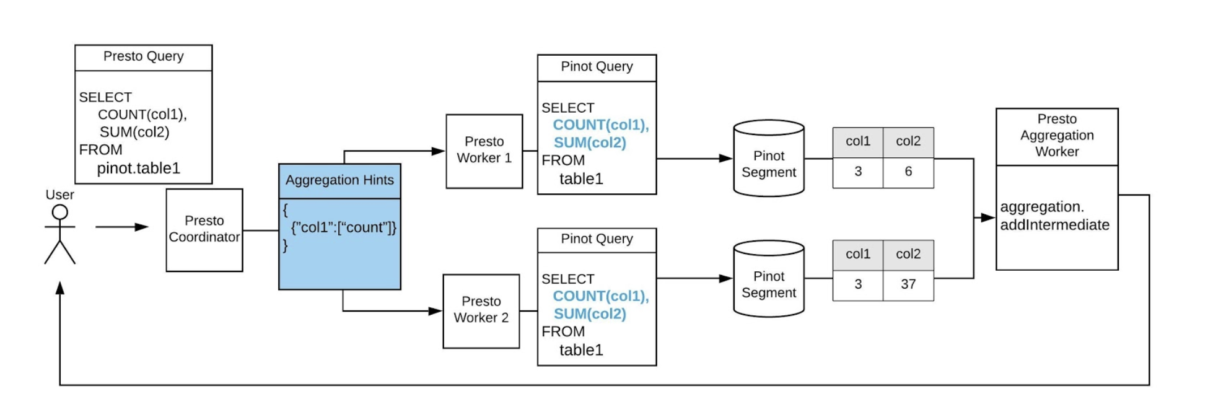 Presto Query
SELECT
COUNT(col1),
SUM(col2)
FROM
pinot.table1
User
Presto
Coordinator
Aggregation Hints
{
{"col1":[“count”]}
}
Presto
Worker 1
Pinot Query
SELECT
COUNT(col1),
SUM(col2)
FROM
table1
Pinot
Segment
col1 col2
3 6
Presto
Worker 2
Pinot Query
SELECT
COUNT(col1),
SUM(col2)
FROM
table1
Pinot
Segment
col1 col2
3 37
Presto
Aggregation
Worker
aggregation.
addIntermediate